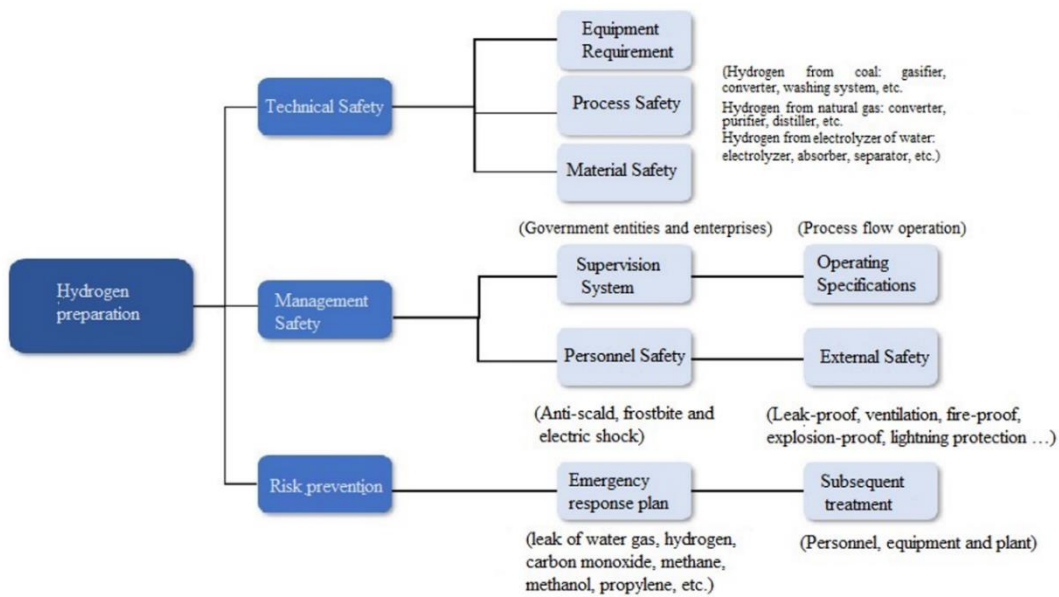 Equipment
Requirement
Technical Safety
Process Safety
(Hydrogen from coal: gasifier,
converter, washing system, etc.
Hydrogen from natural gas: converter,
purifier, distiller, etc.
Hydrogen from electrolyzer of water:
electrolyzer, absorber, separator, etc.)
Material Safety
(Government entities and enterprises)
(Process flow operation)
Hydrogen
preparation
Management
Safety
Supervision
System
Operating
Specifications
Personnel Safety
External Safety
(Anti-scald, frostbite and
electric shock)
(Leak-proof, ventilation, fire-proof,
explosion-proof, lightning protection …)
Risk prevention
Emergency
response plan
Subsequent
treatment
(leak of water gas, hydrogen,
carbon monoxide, methane,
methanol, propylene, etc.)
(Personnel, equipment and plant)